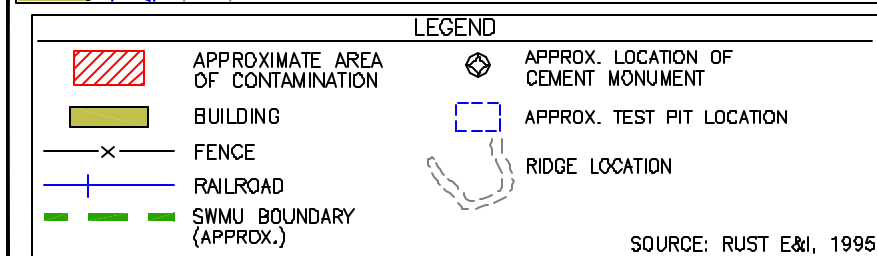 LEGEND
APPROXIMATE AREA
OF CONTAMINATION
BUILDING
FENCE
RAILROAD
SWMU BOUNDARY
(APPROX.)
APPROX. LOCATION OF
CEMENT MONUMENT
APPROX. TEST PIT LOCATION
RIDGE LOCATION
SOURCE: RUST E&I, 1995